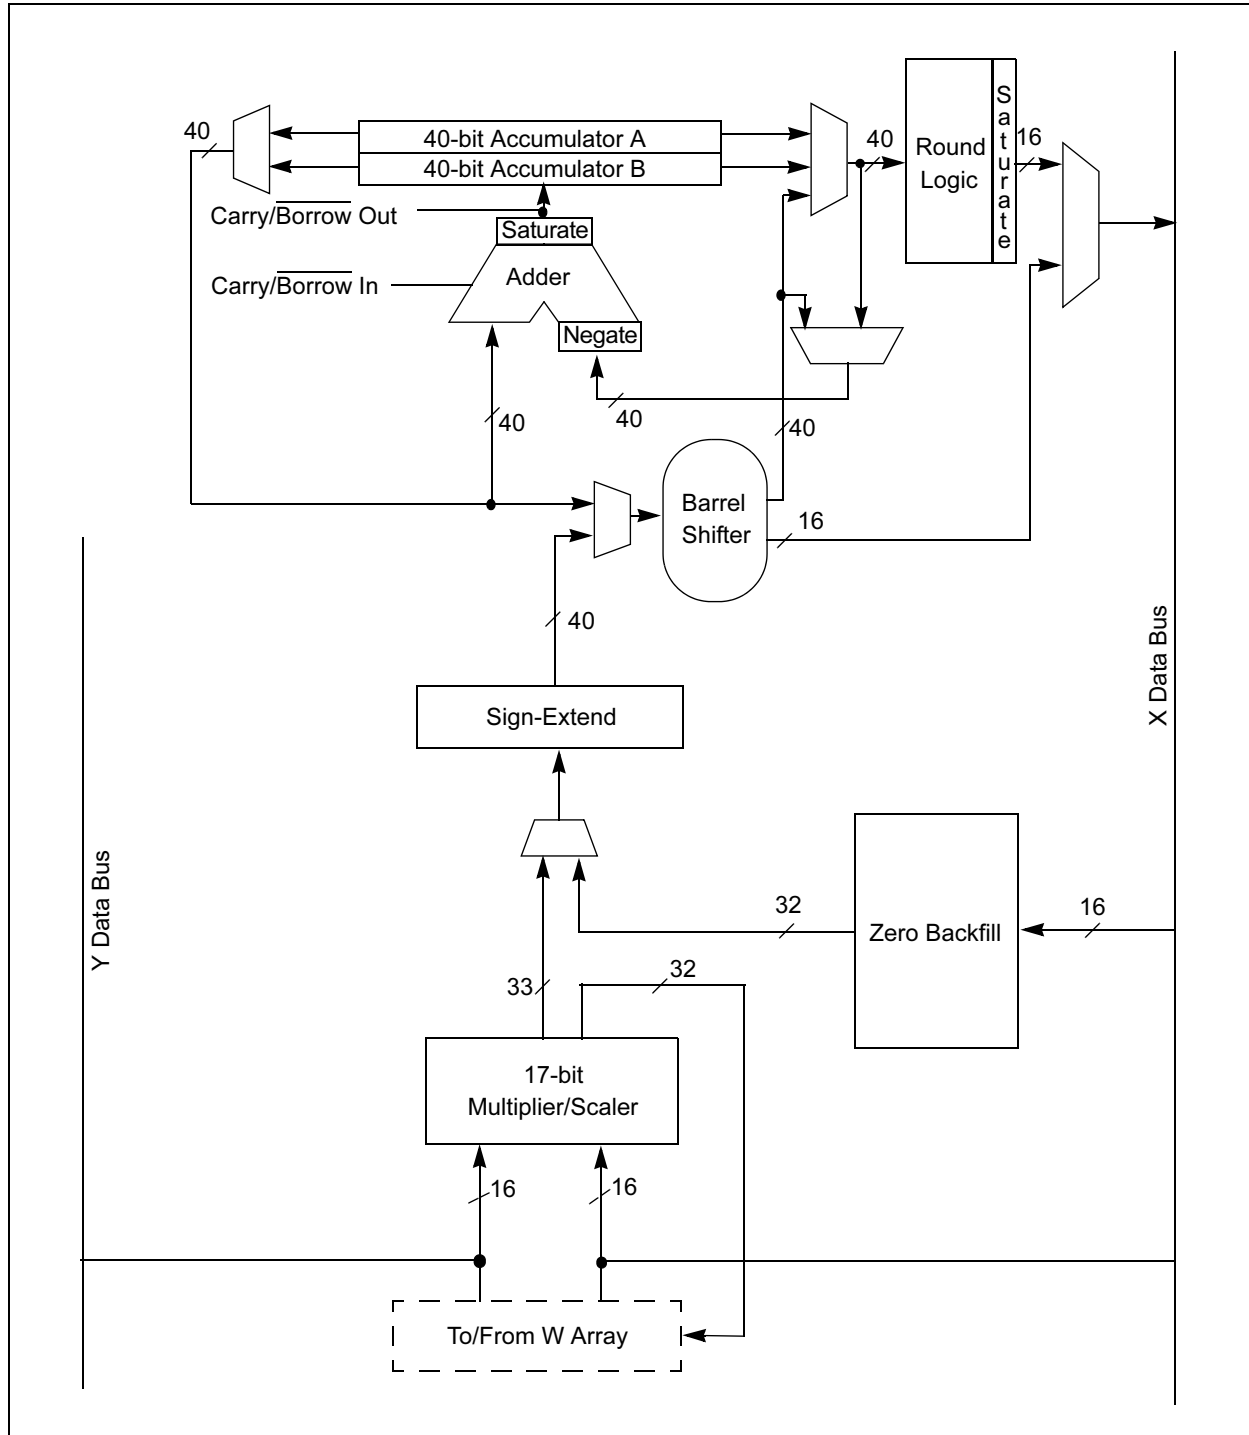 40
40-bit Accumulator A
40-bit Accumulator B
40
Round
Logic
Saturate
16
Carry/Borrow Out
Saturate
Carry/Borrow In
Adder
Negate
40
40
40
Barrel
Shifter
16
40
X Data Bus
Sign-Extend
Y Data Bus
32
Zero Backfill
16
33
32
17-bit
Multiplier/Scaler
16
16
To/From W Array